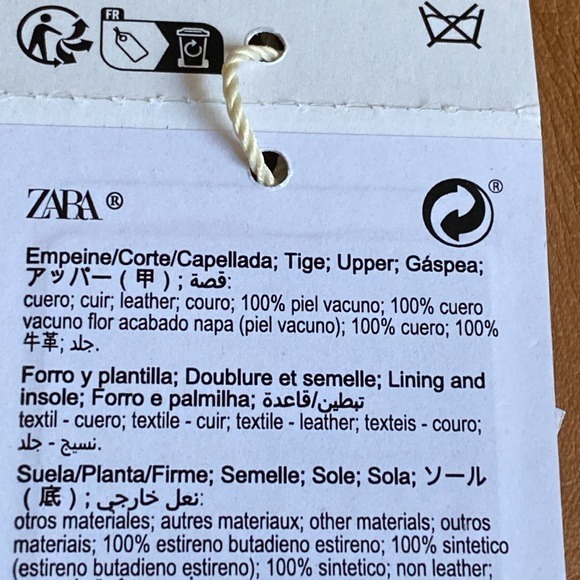 FR
ZARA ®
®
Empeine/Corte/Capellada; Tige; Upper; Gáspea;
アッパー ( 甲 ) ; قصة:
cuero; cuir; leather; couro; 100% piel vacuno; 100% cuero
vacuno flor acabado napa (piel vacuno); 100% cuero; 100%
牛革; جلد.
Forro y plantilla; Doublure et semelle; Lining and
insole; Forro e palmilha; تبطين/قاعدة
textil - cuero; textile - cuir; textile - leather; texteis - couro;
نسيج - جلد.
Suela/Planta/Firme; Semelle; Sole; Sola; ソール
( 底 ) ; نعل خارجي:
otros materiales; autres materiaux; other materials; outros
materiais; 100% estireno butadieno estireno; 100% sintetico
(estireno butadieno estireno); non leather;